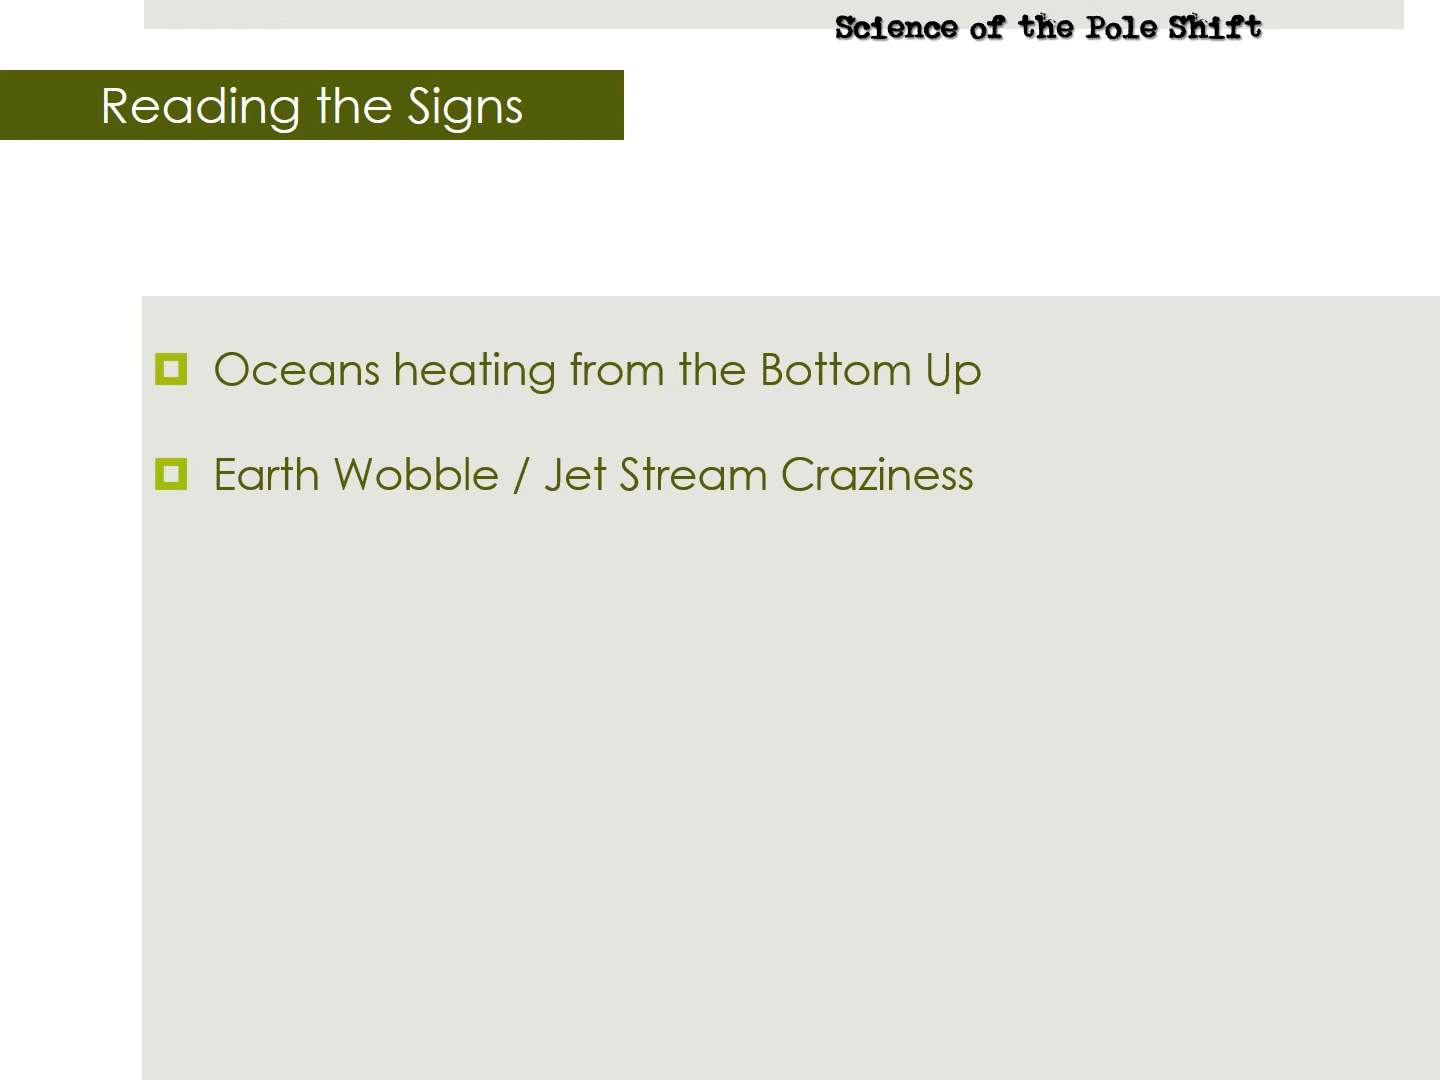 Science of the Pole Shift
Reading the Signs
Oceans heating from the Bottom Up
Earth Wobble / Jet Stream Craziness